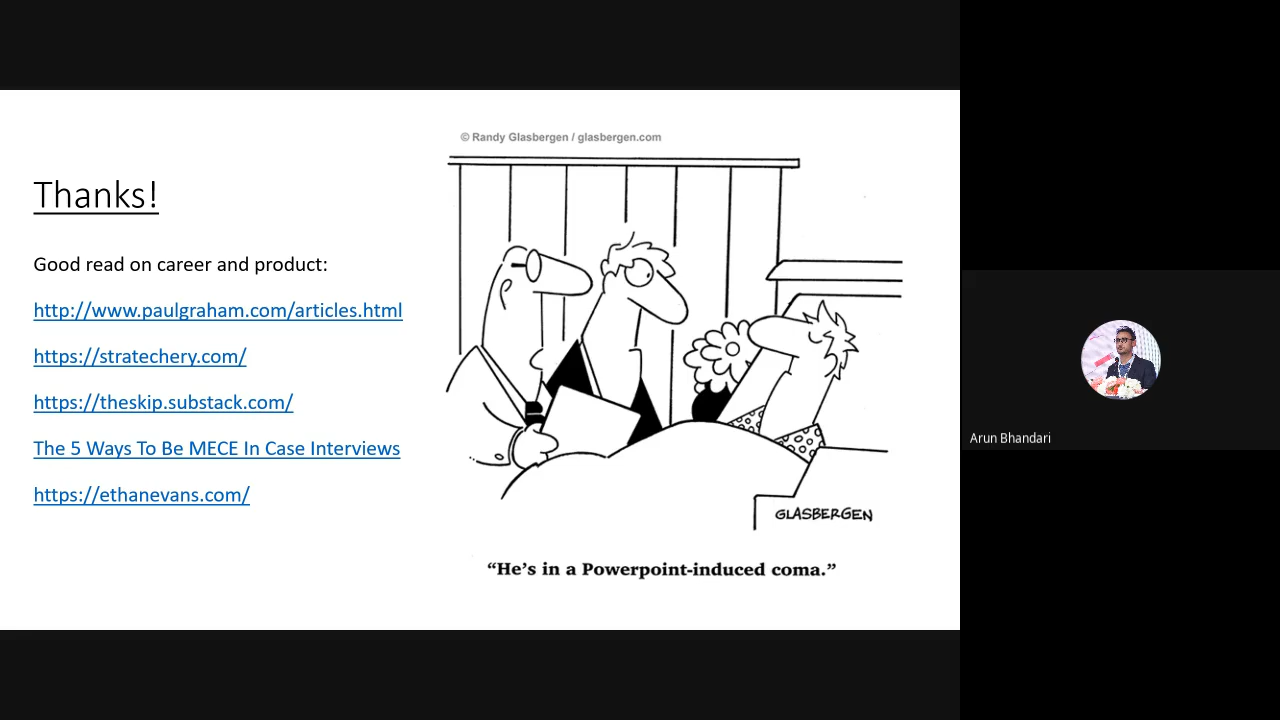 © Randy Glasbergen / glasbergen.com
Thanks!
Good read on career and product:
http://www.paulgraham.com/articles.html
https://stratechery.com/
https://theskip.substack.com/
The 5 Ways To Be MECE In Case Interviews
https://ethanevans.com/
GLASBERGEN
“He’s in a Powerpoint-induced coma.”
Arun Bhandari